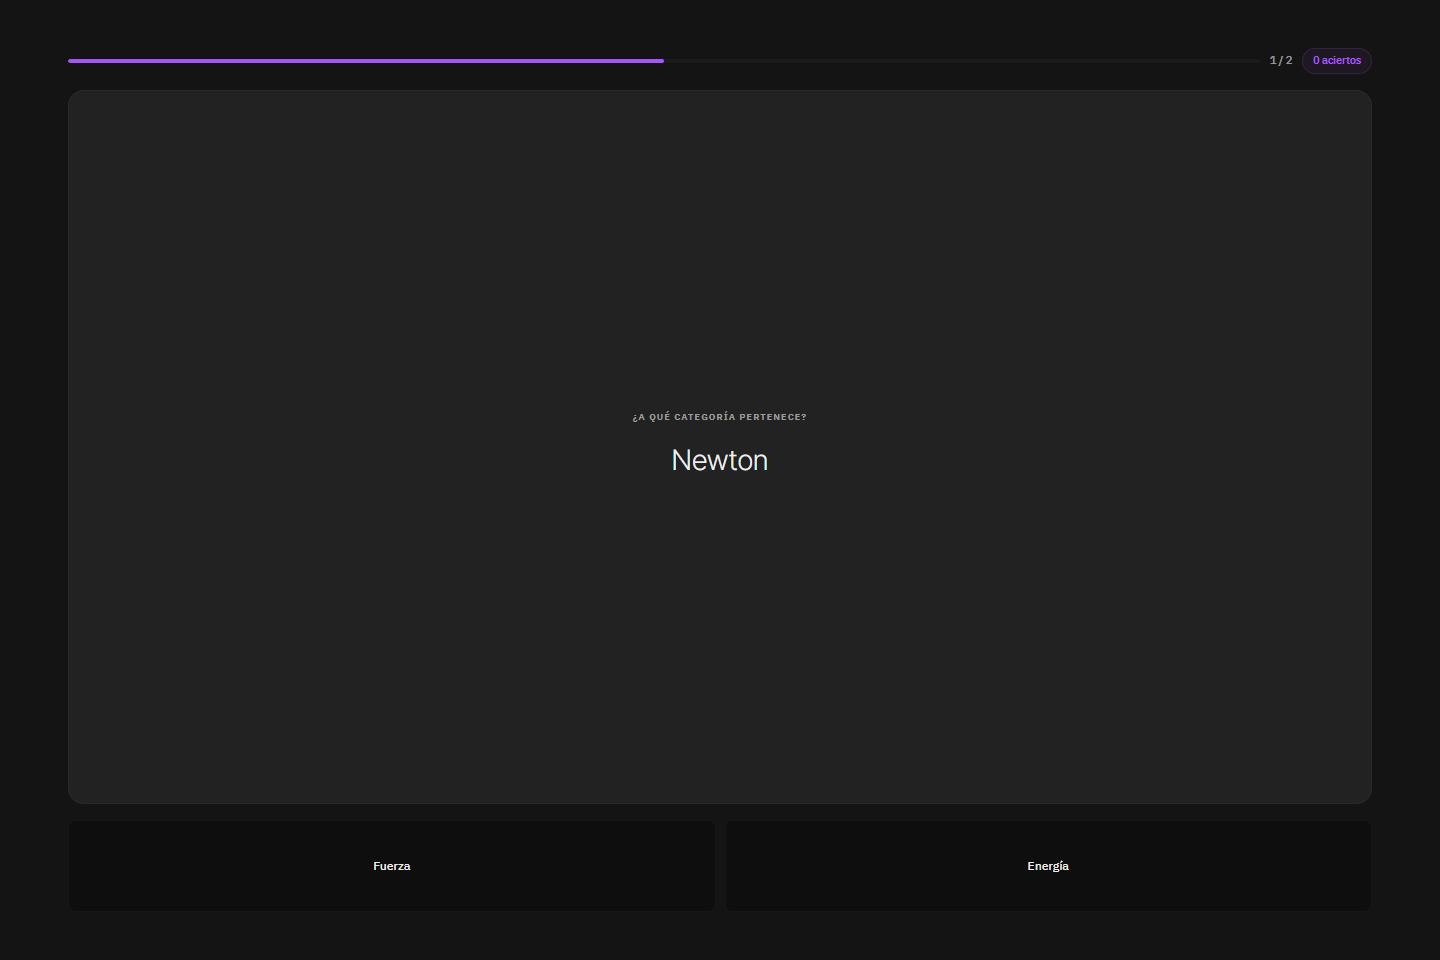 1/2
0 aciertos
¿A QUÉ CATEGORÍA PERTENECE?
Newton
Fuerza
Energía